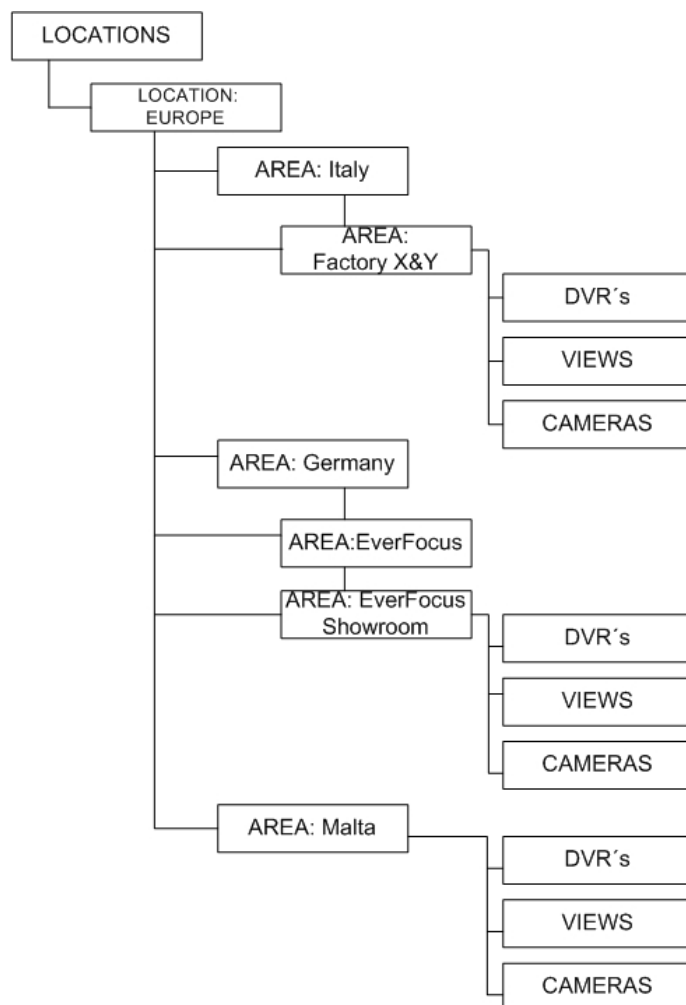 LOCATIONS
LOCATION:
EUROPE
AREA: Italy
AREA:
Factory X&Y
DVR´s
VIEWS
CAMERAS
AREA: Germany
AREA:EverFocus
AREA: EverFocus
Showroom
DVR´s
VIEWS
CAMERAS
AREA: Malta
DVR´s
VIEWS
CAMERAS